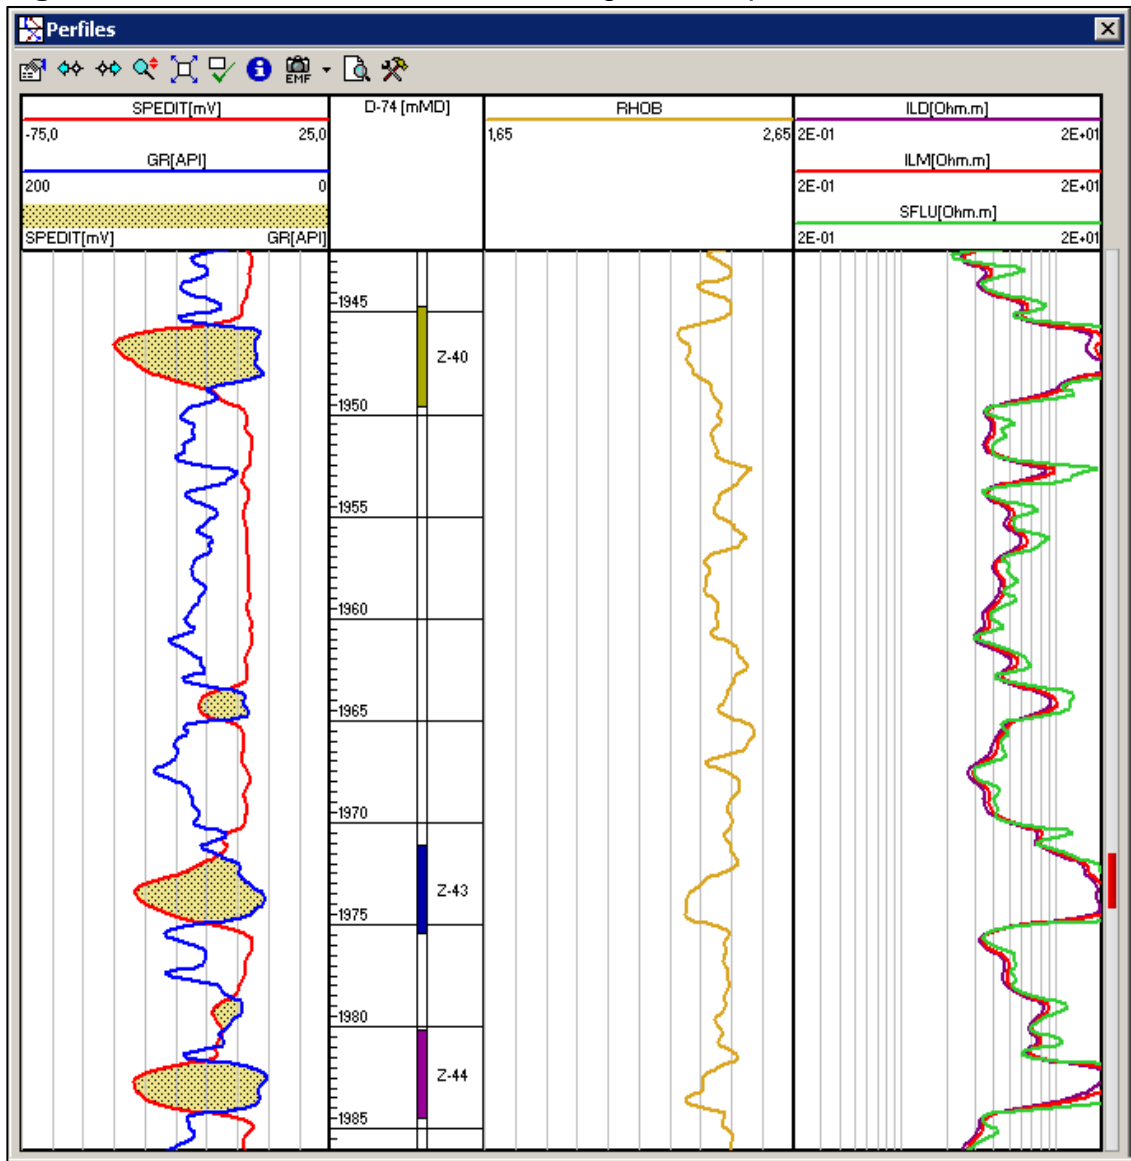 Perfiles
EMF
SPEDIT[mV]
-75,0 25,0
GR[API]
200 0
SPEDIT[mV] GR[API]
D-74 [mMD]
RHOB
1,65 2,65
ILD[Ohm.m]
2E-01 2E+01
ILM[Ohm.m]
2E-01 2E+01
SFLU[Ohm.m]
2E-01 2E+01
-1945
Z-40
-1950
-1955
-1960
-1965
-1970
Z-43
-1975
-1980
Z-44
-1985